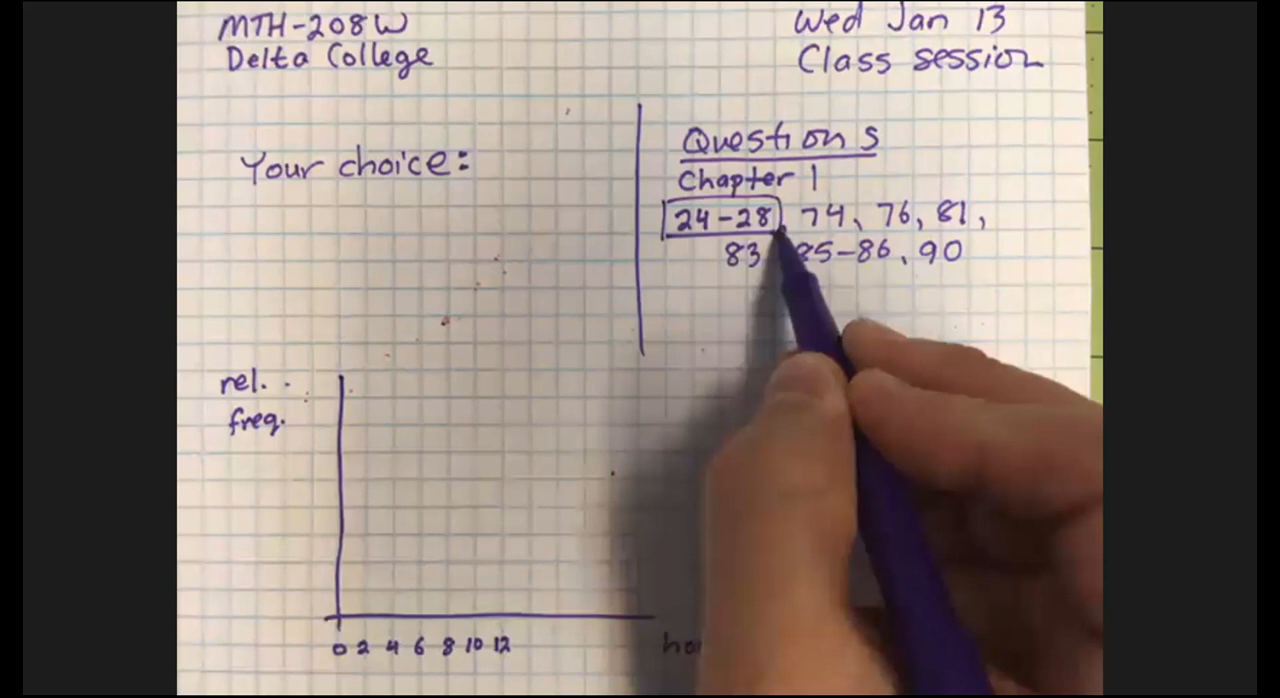 MTH-208W
Delta College
Wed Jan 13
Class session
Your choice:
Questions
Chapter 1
24-28, 74, 76, 81,
83 85-86, 90
rel.
freq.
0 2 4 6 8 10 12